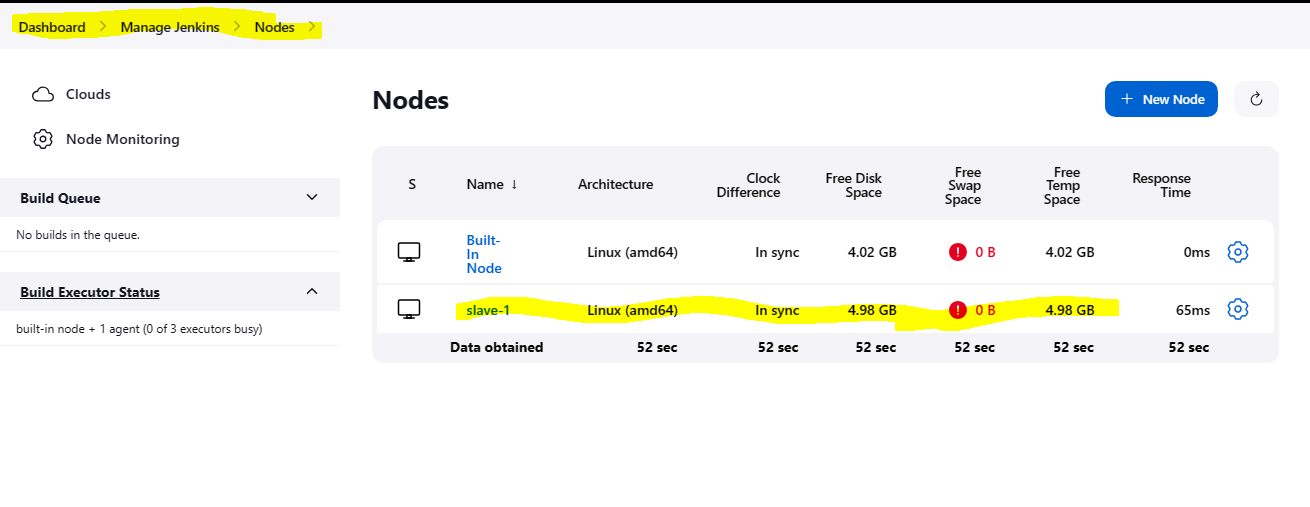 Dashboard > Manage Jenkins > Nodes >
Clouds
Node Monitoring
Build Queue
No builds in the queue.
Build Executor Status
built-in node + 1 agent (0 of 3 executors busy)
Nodes
+ New Node
S Name ↓ Architecture Clock Difference Free Disk Space Free Swap Space Free Temp Space Response Time
Built-In Node Linux (amd64) In sync 4.02 GB ! 0 B 4.02 GB 0ms
slave-1 Linux (amd64) In sync 4.98 GB ! 0 B 4.98 GB 65ms
Data obtained 52 sec 52 sec 52 sec 52 sec 52 sec 52 sec